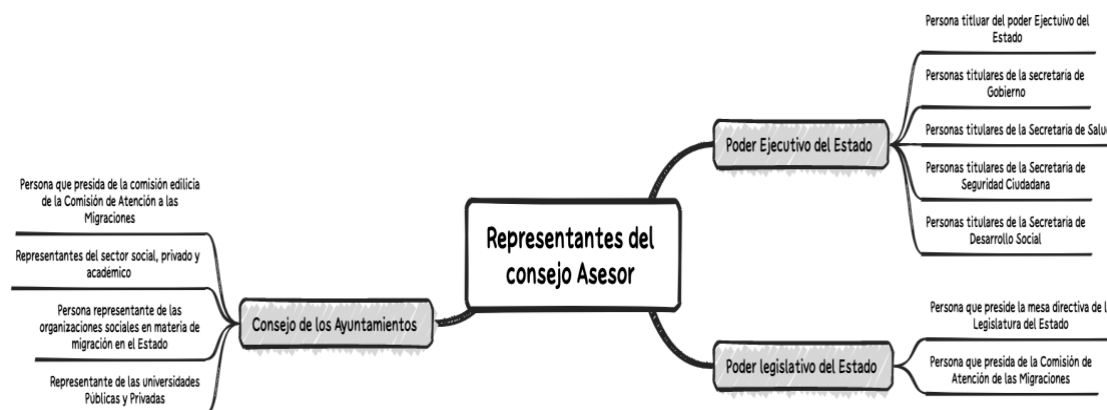 Representantes del
consejo Asesor
Poder Ejecutivo del Estado
Persona titluar del poder Ejectuivo del
Estado
Personas titulares de la secretaría de
Gobierno
Personas titulares de la Secretaría de Salud
Personas titulares de la Secretaría de
Seguridad Ciudadana
Personas titulares de la Secretaría de
Desarrollo Social
Poder legislativo del Estado
Persona que preside la mesa directiva de
Legislatura del Estado
Persona que presida de la Comisión de
Atención de las Migraciones
Consejo de los Ayuntamientos
Persona que presida de la comisión edilicia
de la Comisión de Atención a las
Migraciones
Representantes del sector social, privado y
académico
Persona representante de las
organizaciones sociales en materia de
migración en el Estado
Representante de las universidades
Públicas y Privadas